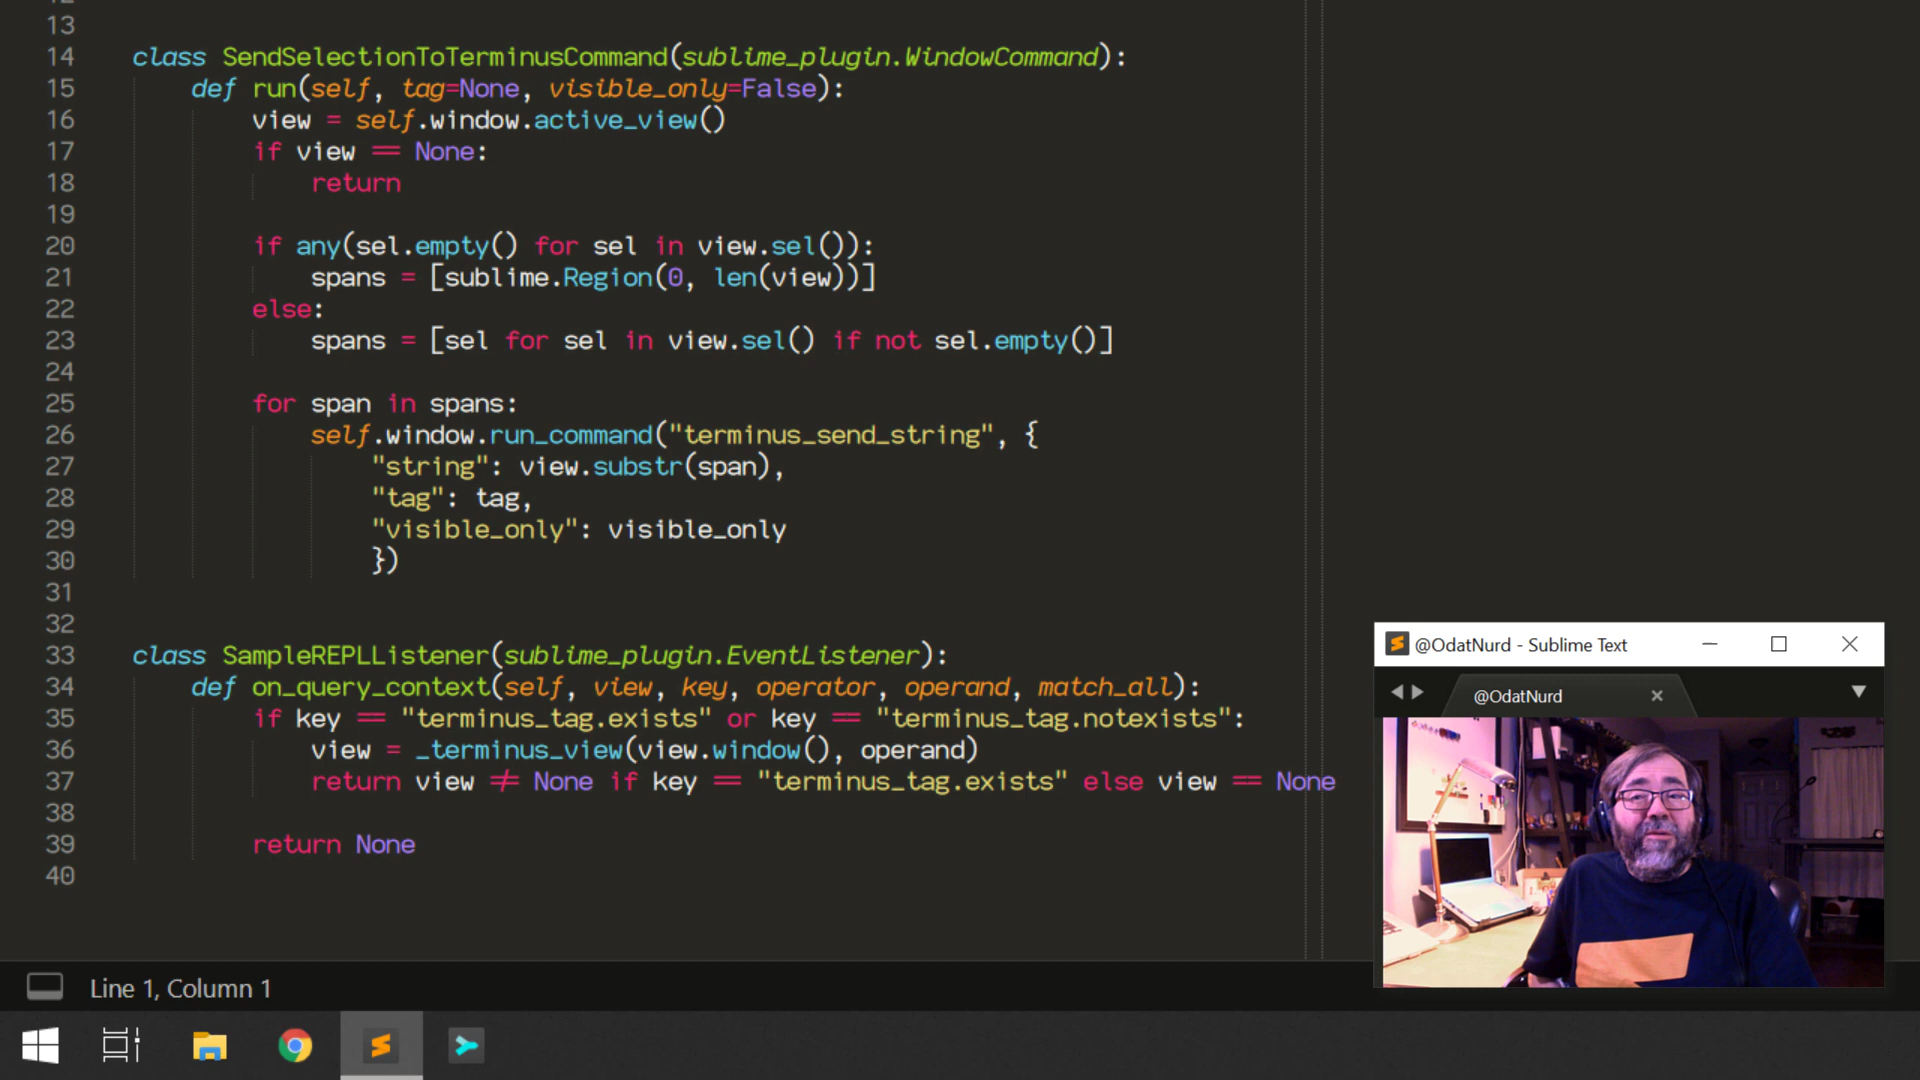 13
14 class SendSelectionToTerminusCommand(sublime_plugin.WindowCommand):
15 def run(self, tag=None, visible_only=False):
16 view = self.window.active_view()
17 if view == None:
18 return
19
20 if any(sel.empty() for sel in view.sel()):
21 spans = [sublime.Region(0, len(view))]
22 else:
23 spans = [sel for sel in view.sel() if not sel.empty()]
24
25 for span in spans:
26 self.window.run_command("terminus_send_string", {
27 "string": view.substr(span),
28 "tag": tag,
29 "visible_only": visible_only
30 })
31
32
33 class SampleREPLListener(sublime_plugin.EventListener):
34 def on_query_context(self, view, key, operator, operand, match_all):
35 if key == "terminus_tag.exists" or key == "terminus_tag.notexists":
36 view = _terminus_view(view.window(), operand)
37 return view != None if key == "terminus_tag.exists" else view == None
38
39 return None
40
@OdatNurd - Sublime Text
@OdatNurd
Line 1, Column 1